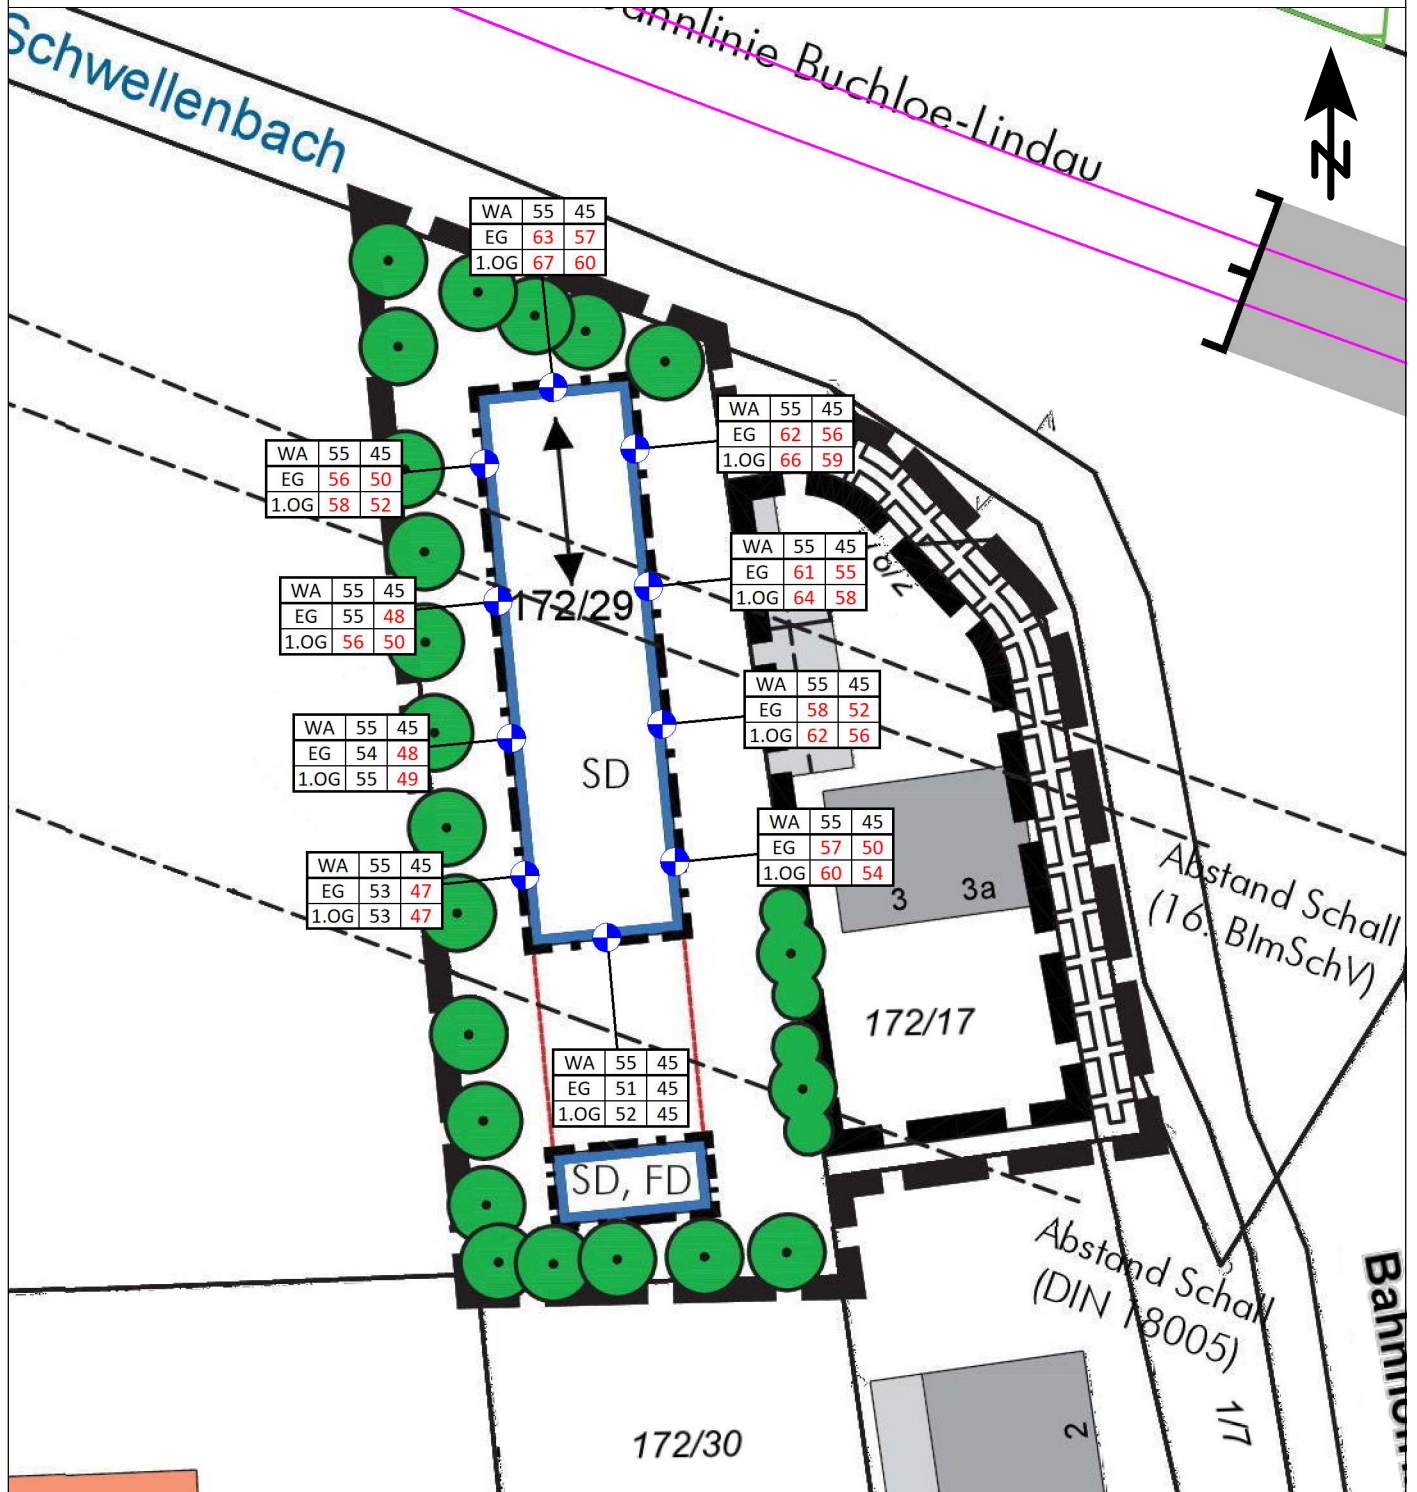 Schwellenbach
Bahnlinie Buchloe-Lindau
N
WA 55 45
EG 63 57
1.OG 67 60
WA 55 45
EG 62 56
1.OG 66 59
WA 55 45
EG 56 50
1.OG 58 52
WA 55 45
EG 61 55
1.OG 64 58
WA 55 45
EG 55 48
1.OG 56 50
172/29
WA 55 45
EG 58 52
1.OG 62 56
WA 55 45
EG 54 48
1.OG 55 49
SD
WA 55 45
EG 57 50
1.OG 60 54
WA 55 45
EG 53 47
1.OG 53 47
3 3a
Abstand Schall
(16. BImSchV)
172/17
WA 55 45
EG 51 45
1.OG 52 45
SD, FD
Abstand Schall
(DIN 18005)
172/30
2
1/7